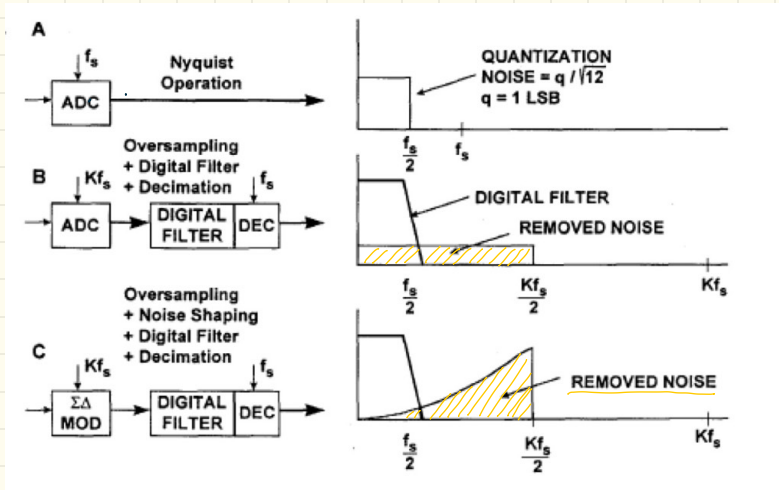 A
fs
ADC
Nyquist
Operation
QUANTIZATION
NOISE = q / √12
q = 1 LSB
fs
2
fs
B
Oversampling
+ Digital Filter
+ Decimation
Kfs
fs
ADC
DIGITAL
FILTER
DEC
DIGITAL FILTER
REMOVED NOISE
fs
2
Kfs
2
Kfs
C
Oversampling
+ Noise Shaping
+ Digital Filter
+ Decimation
Kfs
fs
ΣΔ
MOD
DIGITAL
FILTER
DEC
REMOVED NOISE
fs
2
Kfs
2
Kfs